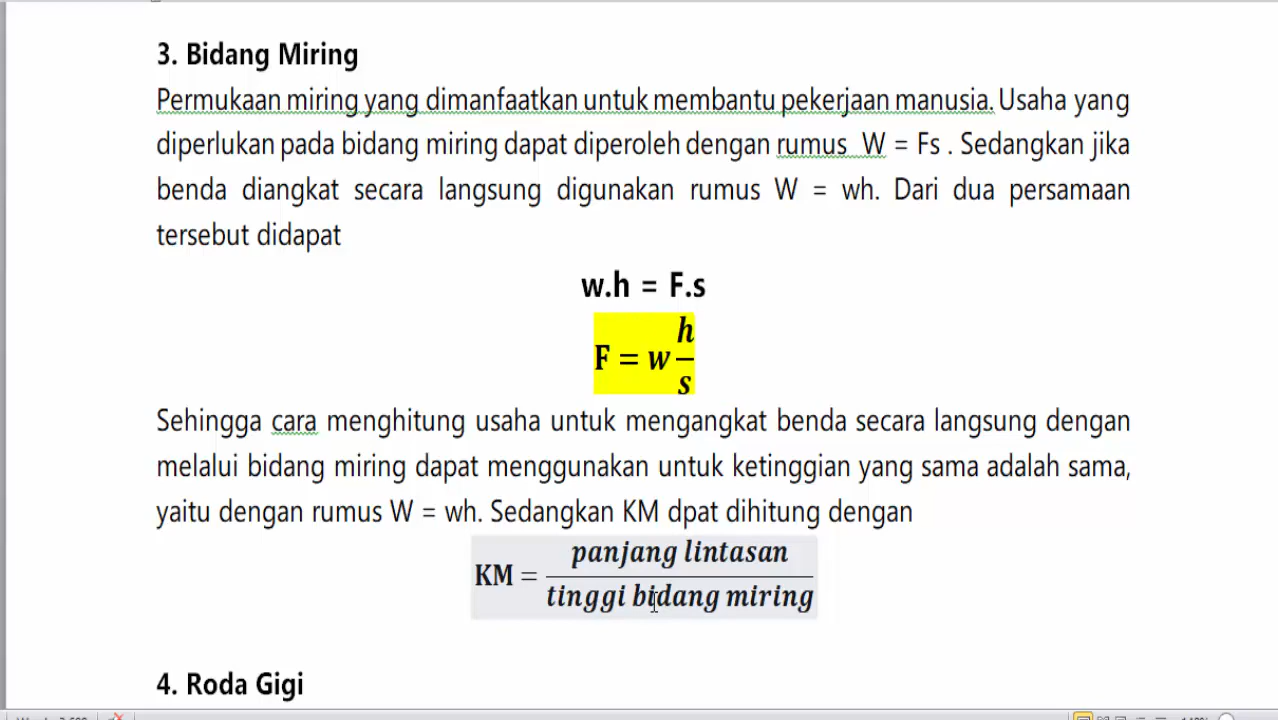 3. Bidang Miring
Permukaan miring yang dimanfaatkan untuk membantu pekerjaan manusia. Usaha yang
diperlukan pada bidang miring dapat diperoleh dengan rumus W = Fs . Sedangkan jika
benda diangkat secara langsung digunakan rumus W = wh. Dari dua persamaan
tersebut didapat
w.h = F.s
F = w h/s
Sehingga cara menghitung usaha untuk mengangkat benda secara langsung dengan
melalui bidang miring dapat menggunakan untuk ketinggian yang sama adalah sama,
yaitu dengan rumus W = wh. Sedangkan KM dpat dihitung dengan
KM = panjang lintasan / tinggi bidang miring
4. Roda Gigi